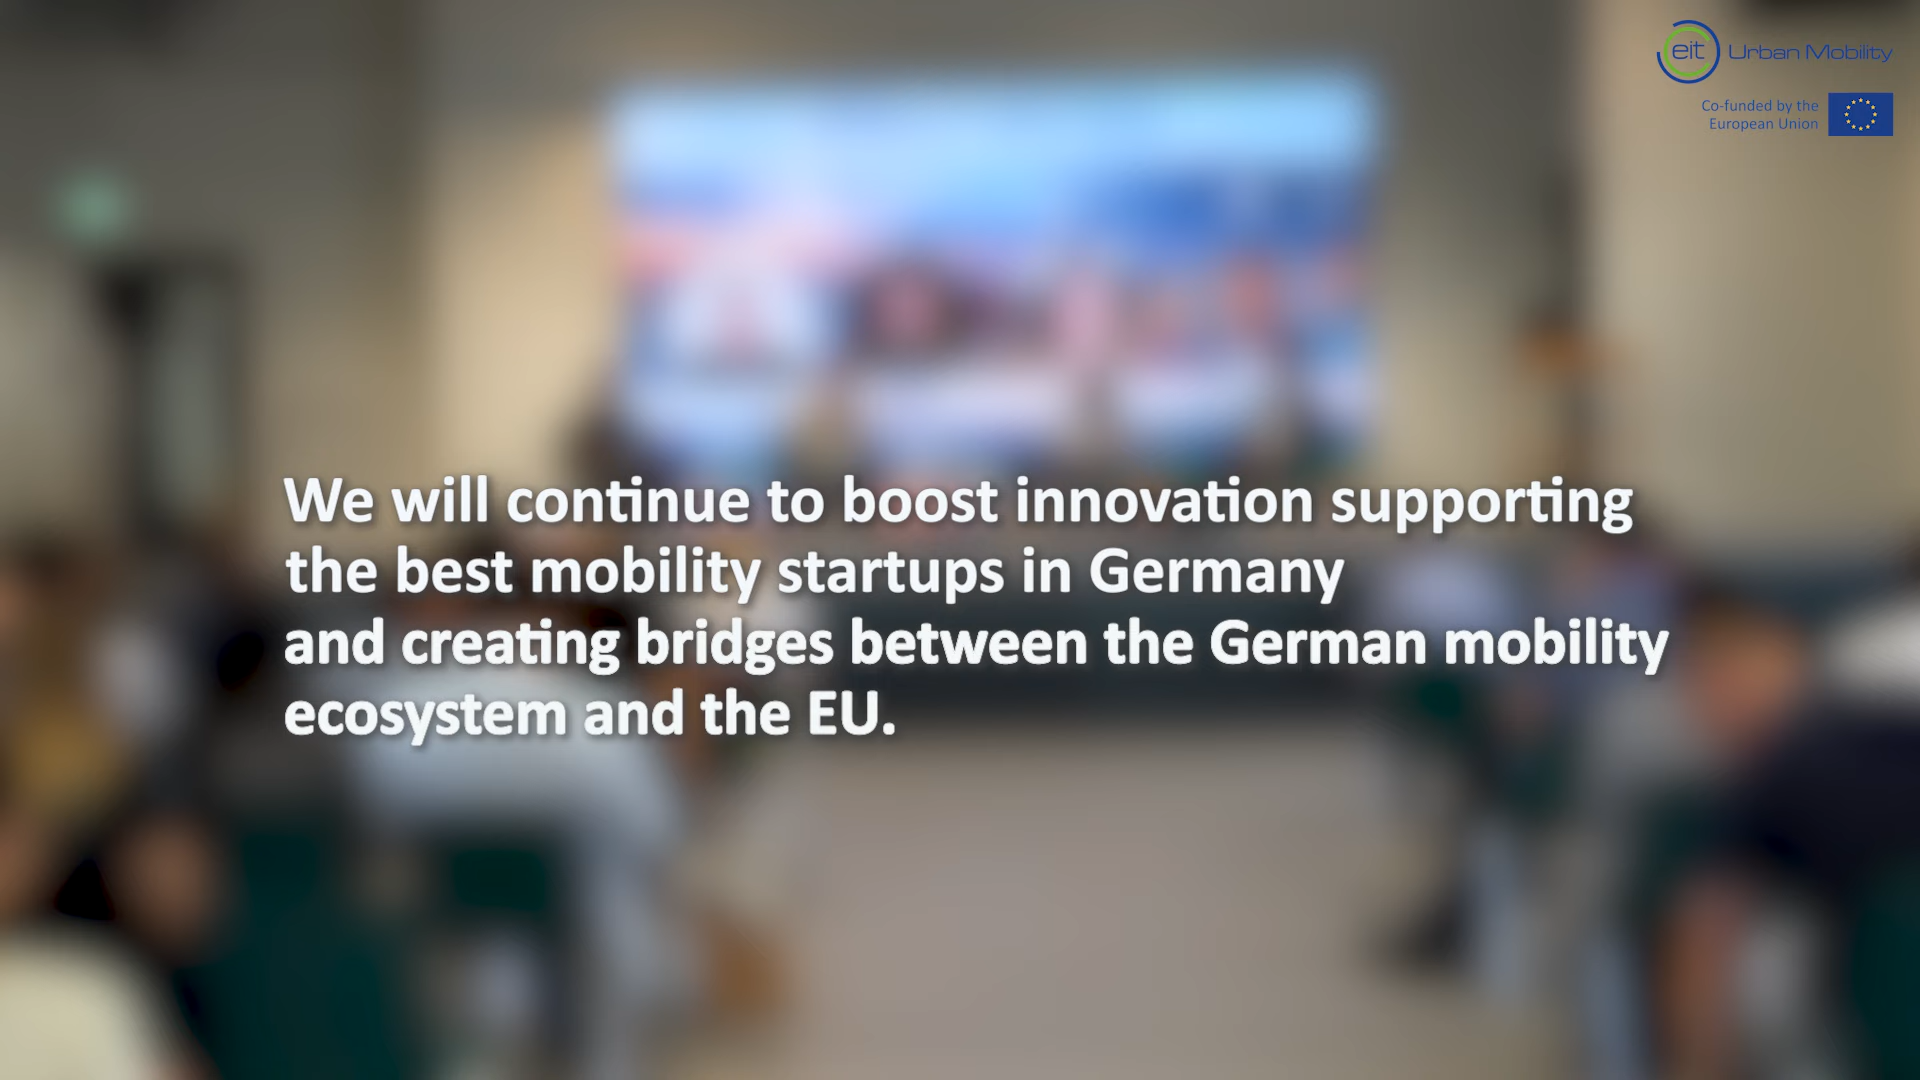 eit Urban Mobility
Co-funded by the
European Union
We will continue to boost innovation supporting
the best mobility startups in Germany
and creating bridges between the German mobility
ecosystem and the EU.